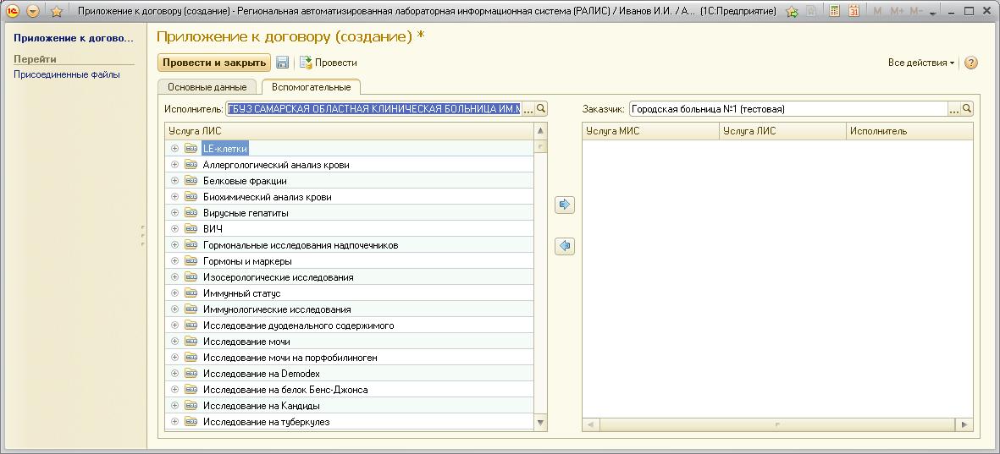 Приложение к договору (создание) - Региональная автоматизированная лабораторная информационная система (РАЛИС) / Иванов И.И. / А... (1С:Предприятие)
M M+ M-
Приложение к догово...
Перейти
Присоединенные файлы
Приложение к договору (создание) *
Провести и закрыть Провести Все действия
Основные данные Вспомогательные
Исполнитель: ГБУЗ САМАРСКАЯ ОБЛАСТНАЯ КЛИНИЧЕСКАЯ БОЛЬНИЦА ИМ. ...
Заказчик: Городская больница №1 (тестовая) ...
Услуга ЛИС
LE-клетки
Аллергологический анализ крови
Белковые фракции
Биохимический анализ крови
Вирусные гепатиты
ВИЧ
Гормональные исследования надпочечников
Гормоны и маркеры
Изосерологические исследования
Иммунный статус
Иммунологические исследования
Исследование дуоденального содержимого
Исследование мочи
Исследование мочи на порфобилиноген
Исследование на Demodex
Исследование на белок Бенс-Джонса
Исследование на Кандиды
Исследование на туберкулез
Услуга МИС Услуга ЛИС Исполнитель